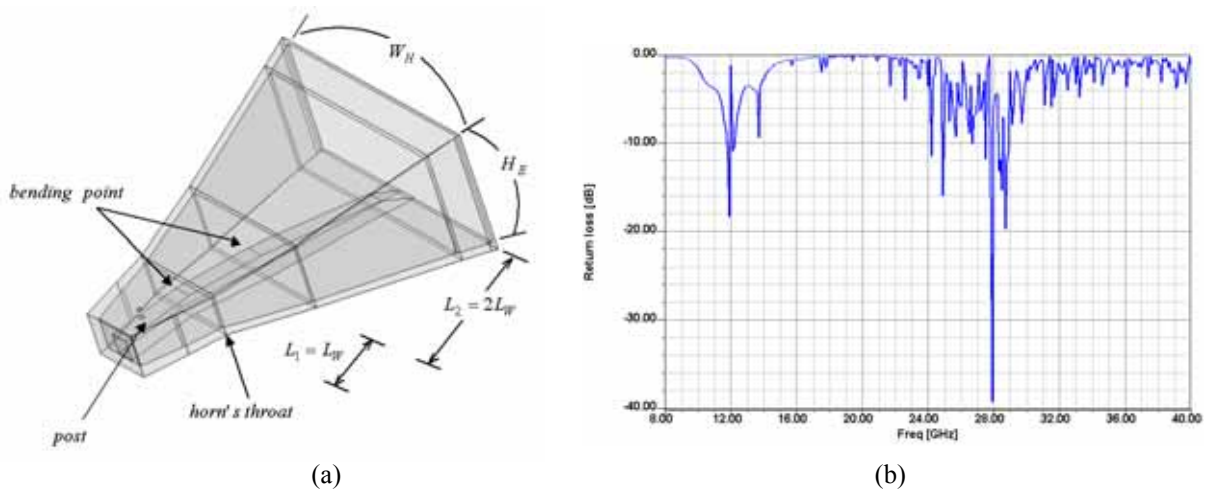 W_H
H_E
bending point
L_2 = 2L_W
L_1 = L_W
horn's throat
post
(a)
0.00
-10.00
-20.00
-30.00
-40.00
Return loss [dB]
8.00 12.00 16.00 20.00 24.00 28.00 32.00 36.00 40.00
Freq [GHz]
(b)